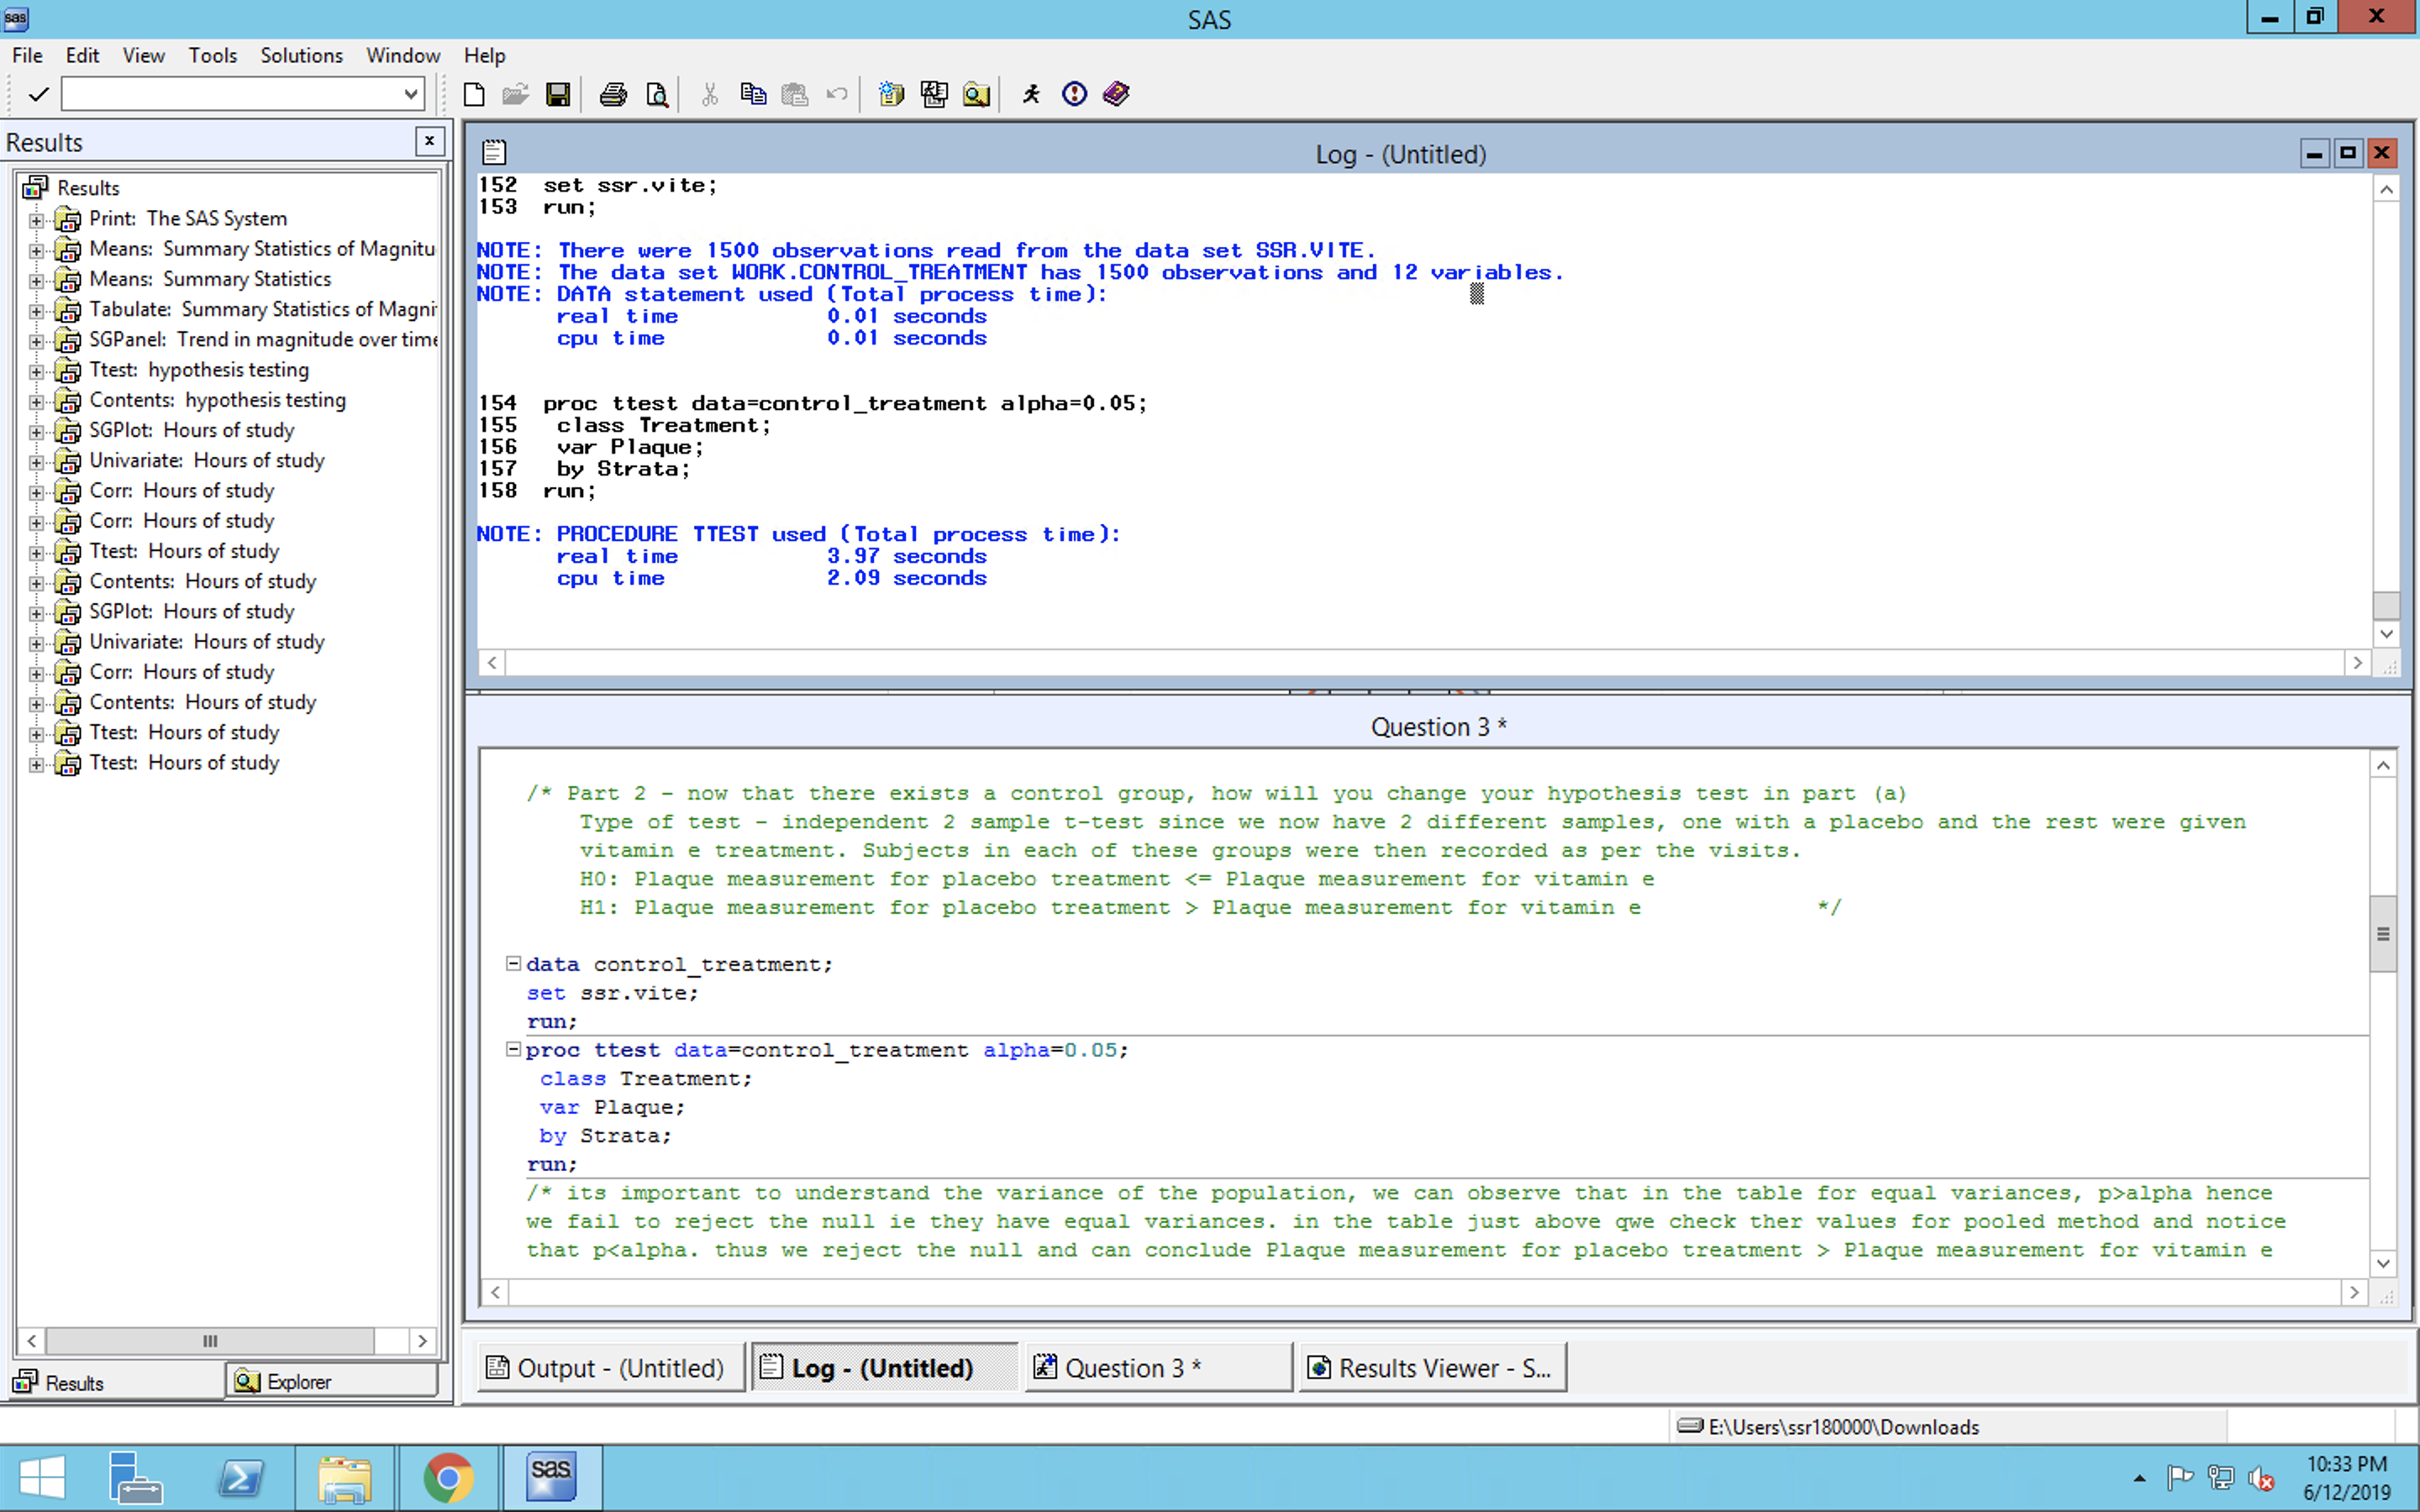 sas
SAS
File Edit View Tools Solutions Window Help
Results
Results
Print: The SAS System
Means: Summary Statistics of Magnitu
Means: Summary Statistics
Tabulate: Summary Statistics of Magni
SGPanel: Trend in magnitude over time
Ttest: hypothesis testing
Contents: hypothesis testing
SGPlot: Hours of study
Univariate: Hours of study
Corr: Hours of study
Corr: Hours of study
Ttest: Hours of study
Contents: Hours of study
SGPlot: Hours of study
Univariate: Hours of study
Corr: Hours of study
Contents: Hours of study
Ttest: Hours of study
Ttest: Hours of study
Results Explorer
Log - (Untitled)
152 set ssr.vite;
153 run;
NOTE: There were 1500 observations read from the data set SSR.VITE.
NOTE: The data set WORK.CONTROL_TREATMENT has 1500 observations and 12 variables.
NOTE: DATA statement used (Total process time):
real time 0.01 seconds
cpu time 0.01 seconds
154 proc ttest data=control_treatment alpha=0.05;
155 class Treatment;
156 var Plaque;
157 by Strata;
158 run;
NOTE: PROCEDURE TTEST used (Total process time):
real time 3.97 seconds
cpu time 2.09 seconds
Question 3 *
/* Part 2 - now that there exists a control group, how will you change your hypothesis test in part (a)
Type of test - independent 2 sample t-test since we now have 2 different samples, one with a placebo and the rest were given
vitamin e treatment. Subjects in each of these groups were then recorded as per the visits.
H0: Plaque measurement for placebo treatment <= Plaque measurement for vitamin e
H1: Plaque measurement for placebo treatment > Plaque measurement for vitamin e */
data control_treatment;
set ssr.vite;
run;
proc ttest data=control_treatment alpha=0.05;
class Treatment;
var Plaque;
by Strata;
run;
/* its important to understand the variance of the population, we can observe that in the table for equal variances, p>alpha hence
we fail to reject the null ie they have equal variances. in the table just above qwe check ther values for pooled method and notice
that p<alpha. thus we reject the null and can conclude Plaque measurement for placebo treatment > Plaque measurement for vitamin e
Output - (Untitled) Log - (Untitled) Question 3 * Results Viewer - S...
E:\Users\ssr180000\Downloads
sas
10:33 PM
6/12/2019